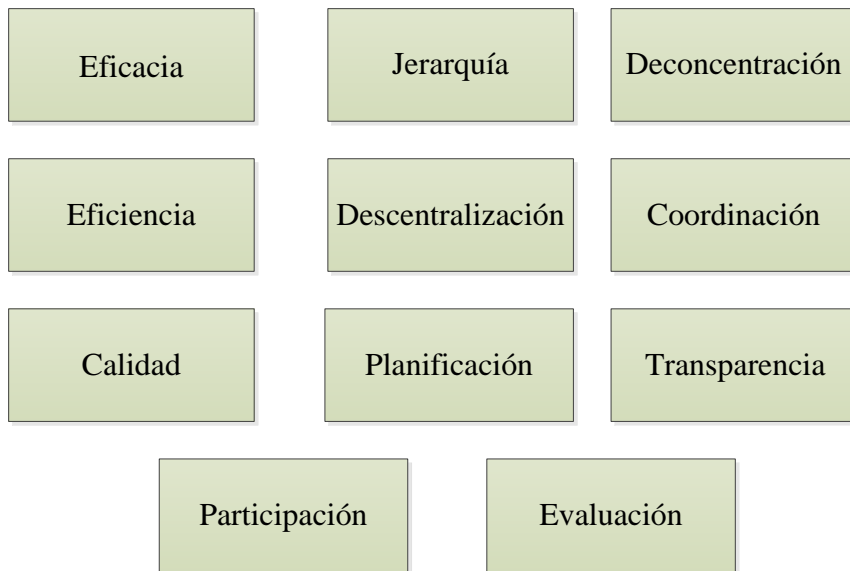 Eficacia
Jerarquía
Deconcentración
Eficiencia
Descentralización
Coordinación
Calidad
Planificación
Transparencia
Participación
Evaluación